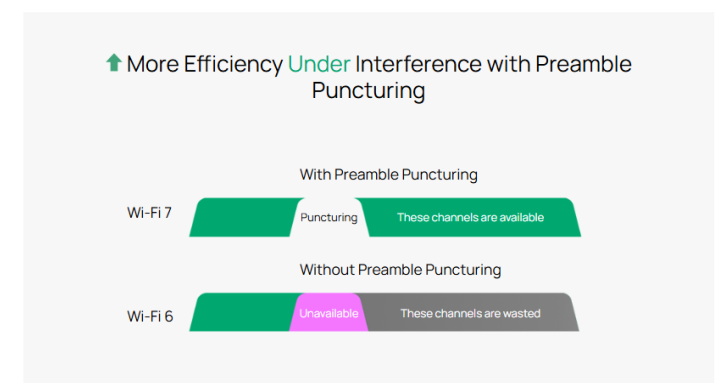 More Efficiency Under Interference with Preamble
Puncturing
With Preamble Puncturing
Wi-Fi 7
Puncturing
These channels are available
Without Preamble Puncturing
Wi-Fi 6
Unavailable
These channels are wasted